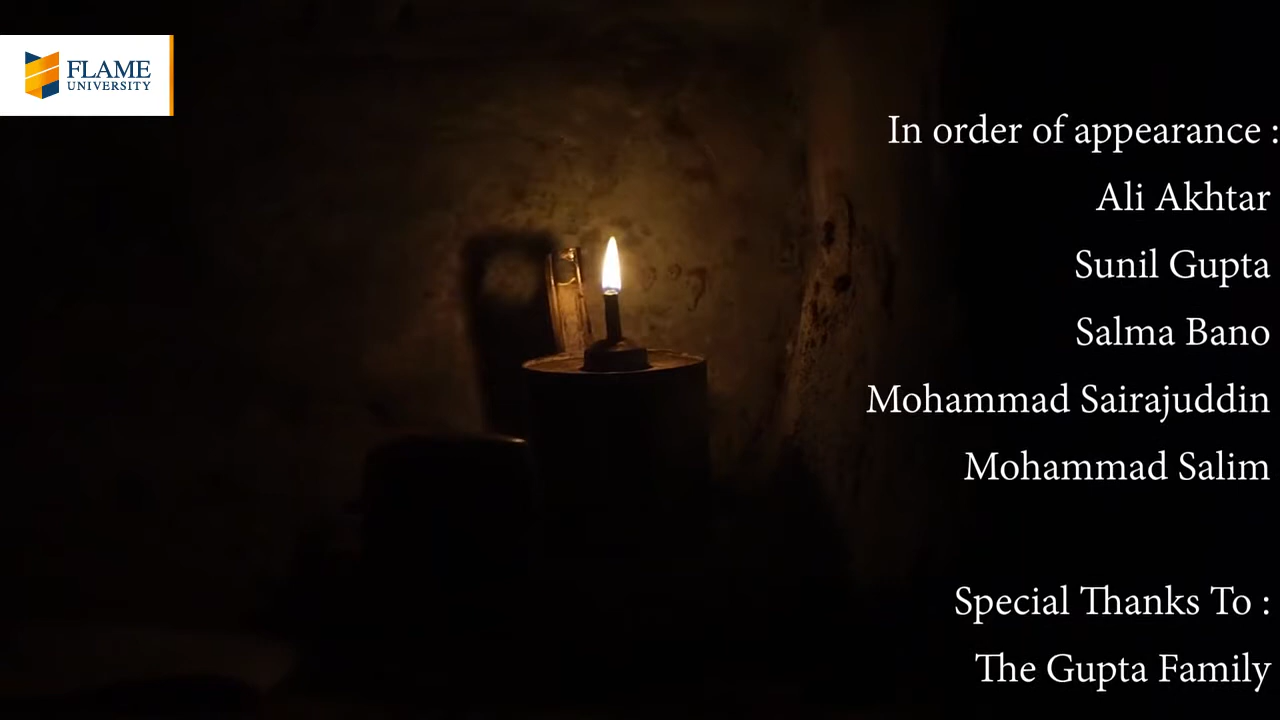 FLAME
UNIVERSITY
In order of appearance :
Ali Akhtar
Sunil Gupta
Salma Bano
Mohammad Sairajuddin
Mohammad Salim
Special Thanks To :
The Gupta Family